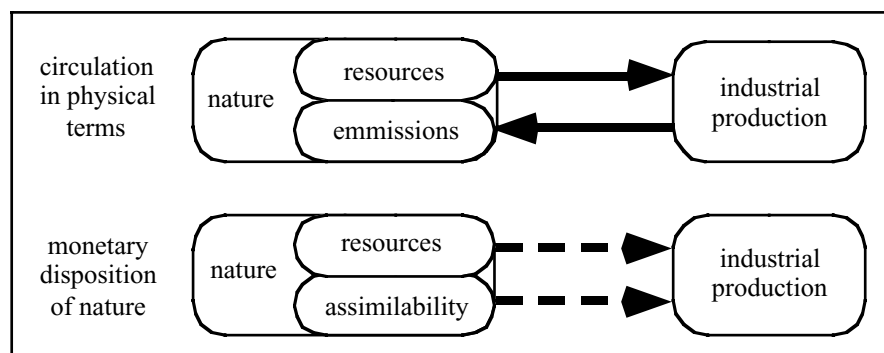 circulation
in physical
terms
nature
resources
emmissions
industrial
production
monetary
disposition
of nature
nature
resources
assimilability
industrial
production